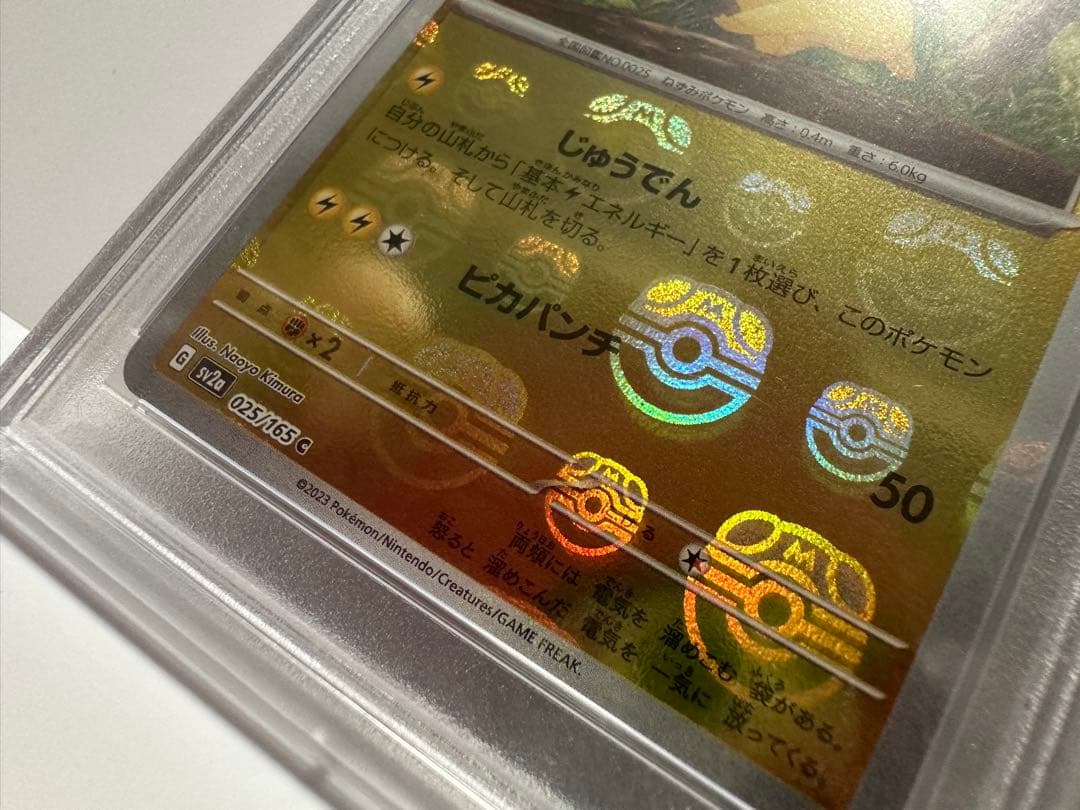 全国図鑑NO.0025 ねずみポケモン 高さ:0.4m 重さ:6.0kg
じゅうでん
自分の山札から「基本エネルギー」を1枚選び、このポケモン
につける。そして山札を切る。
ピカパンチ 50
弱点 ×2 抵抗力
Illus. Naoyo Kimura
G sv2a 025/165 C
両頬には 電気を 溜めこむ 袋がある。
怒ると 溜めこんだ 電気を 一気に 放ってくる。
©2023 Pokémon/Nintendo/Creatures/GAME FREAK.